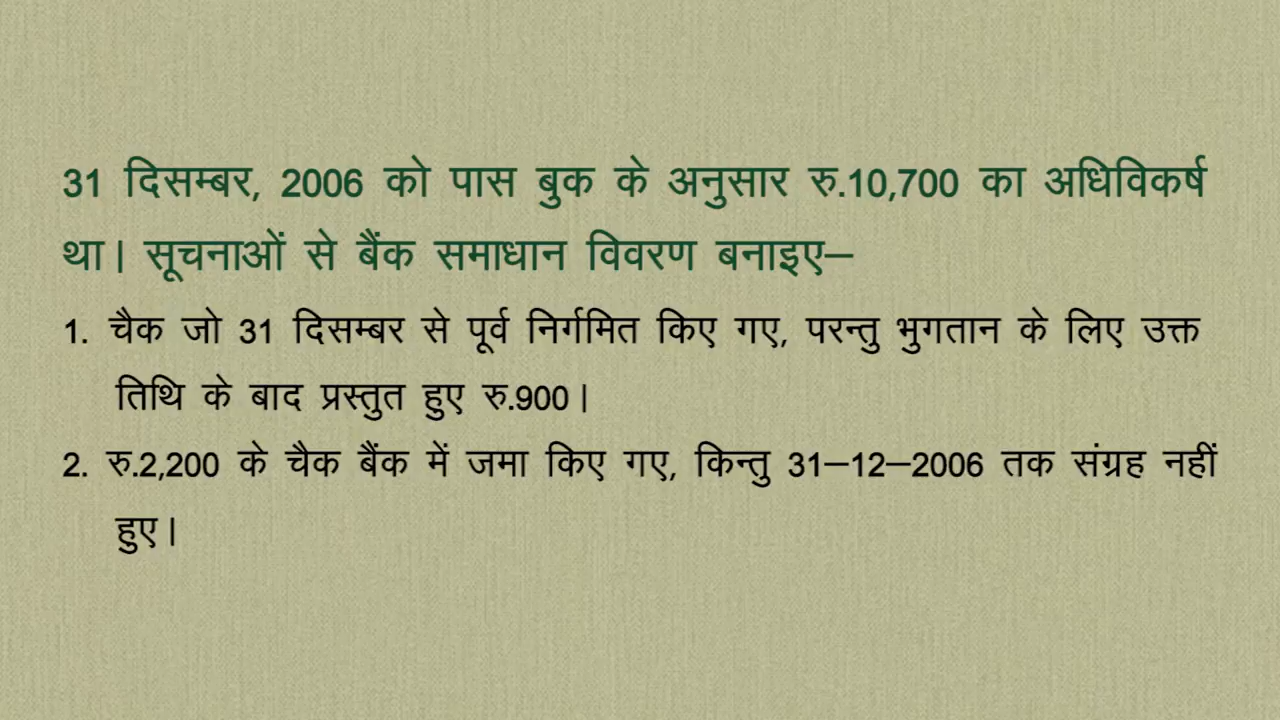 31 दिसम्बर, 2006 को पास बुक के अनुसार रु.10,700 का अधिविकर्ष
था। सूचनाओं से बैंक समाधान विवरण बनाइए–
1. चैक जो 31 दिसम्बर से पूर्व निर्गमित किए गए, परन्तु भुगतान के लिए उक्त
तिथि के बाद प्रस्तुत हुए रु.900।
2. रु.2,200 के चैक बैंक में जमा किए गए, किन्तु 31–12–2006 तक संग्रह नहीं
हुए।